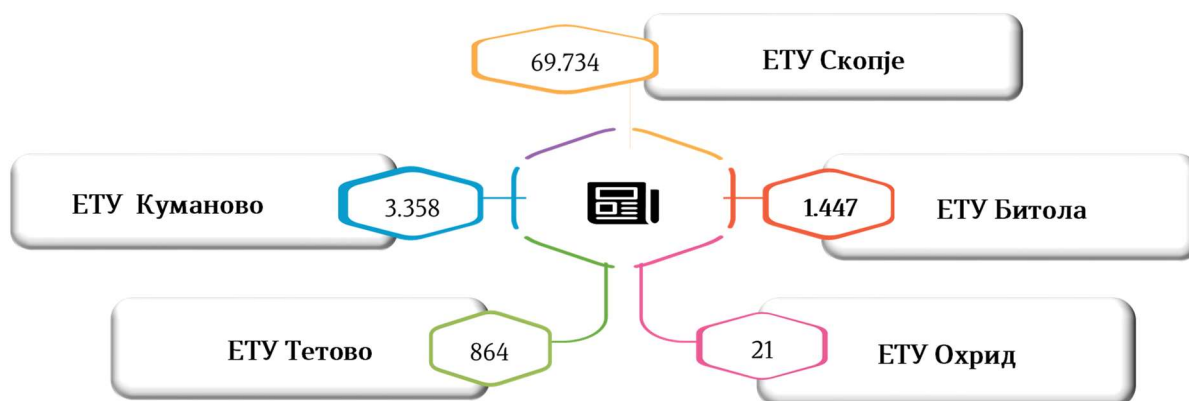 69.734 ЕТУ Скопје
ЕТУ Куманово 3.358
1.447 ЕТУ Битола
ЕТУ Тетово 864
21 ЕТУ Охрид